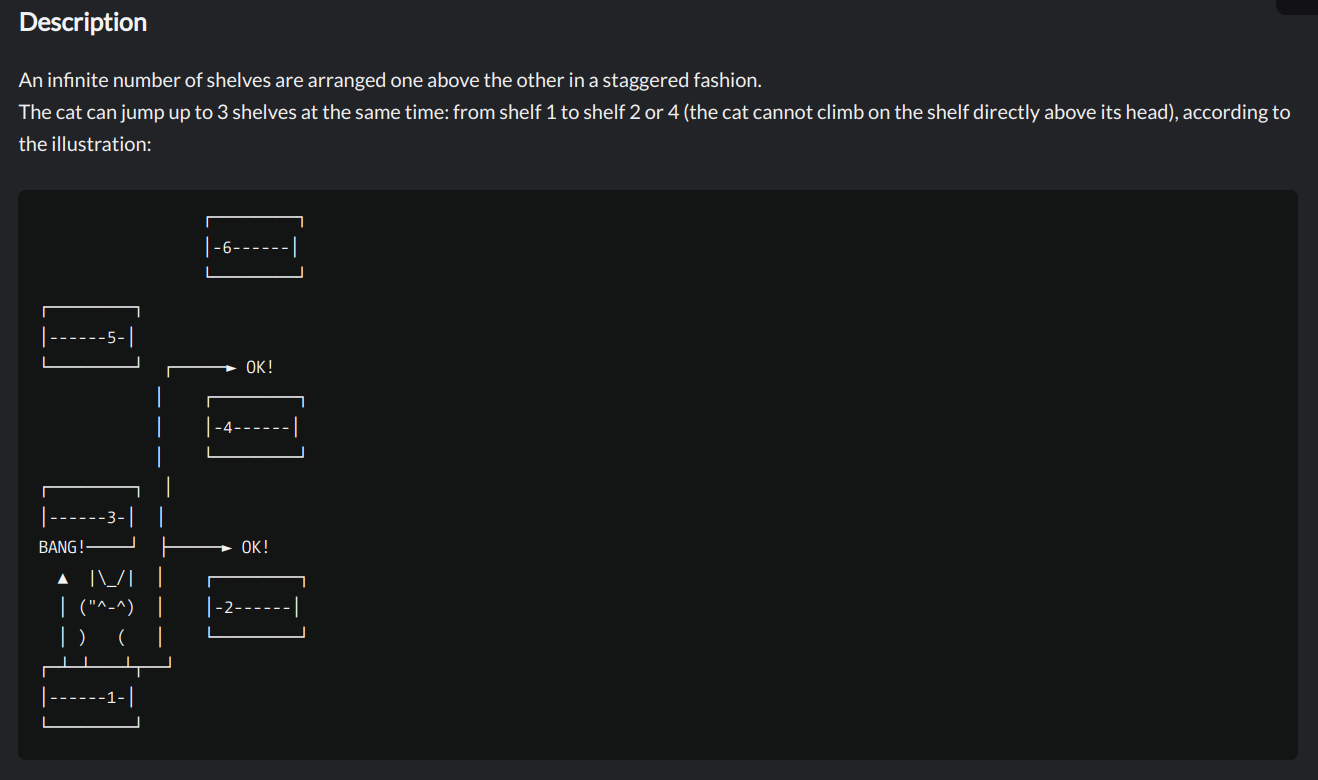 Description
An infinite number of shelves are arranged one above the other in a staggered fashion.
The cat can jump up to 3 shelves at the same time: from shelf 1 to shelf 2 or 4 (the cat cannot climb on the shelf directly above its head), according to
the illustration:
┌────────┐
│-6------│
└────────┘
┌────────┐
│------5-│
└────────┘ ┌─────► OK!
│ ┌────────┐
│ │-4------│
│ └────────┘
┌────────┐ │
│------3-│ │
BANG!────┘ ├─────► OK!
▲ |\_/| │ ┌────────┐
│ ("^-^) │ │-2------│
│ ) ( │ └────────┘
┌─┴─┴───┴┬──┘
│------1-│
└────────┘